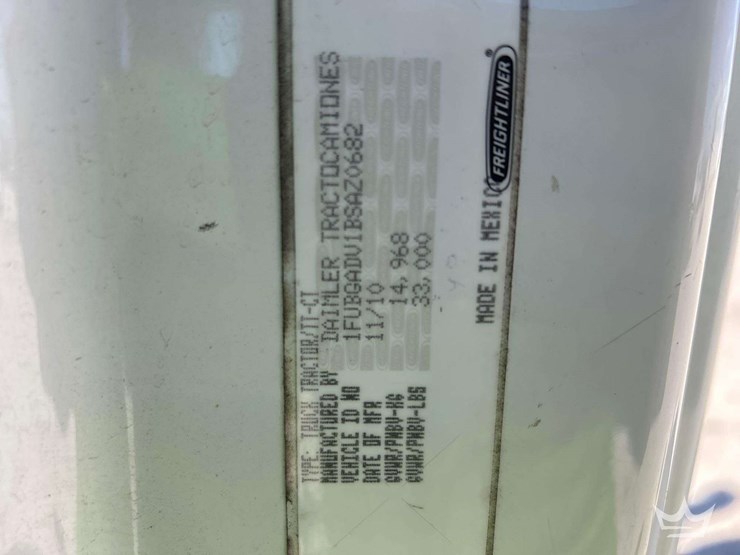 TYPE: TRUCK TRACTOR/TT-CT
MANUFACTURED BY DAIMLER TRACTOCAMIONES
VEHICLE ID NO 1FUBGADV1BSAZ0682
DATE OF MFR 11/10
GVWR/PNBV-KG 14,968
GVWR/PNBV-LBS 33,000
MADE IN MEXICO
FREIGHTLINER®